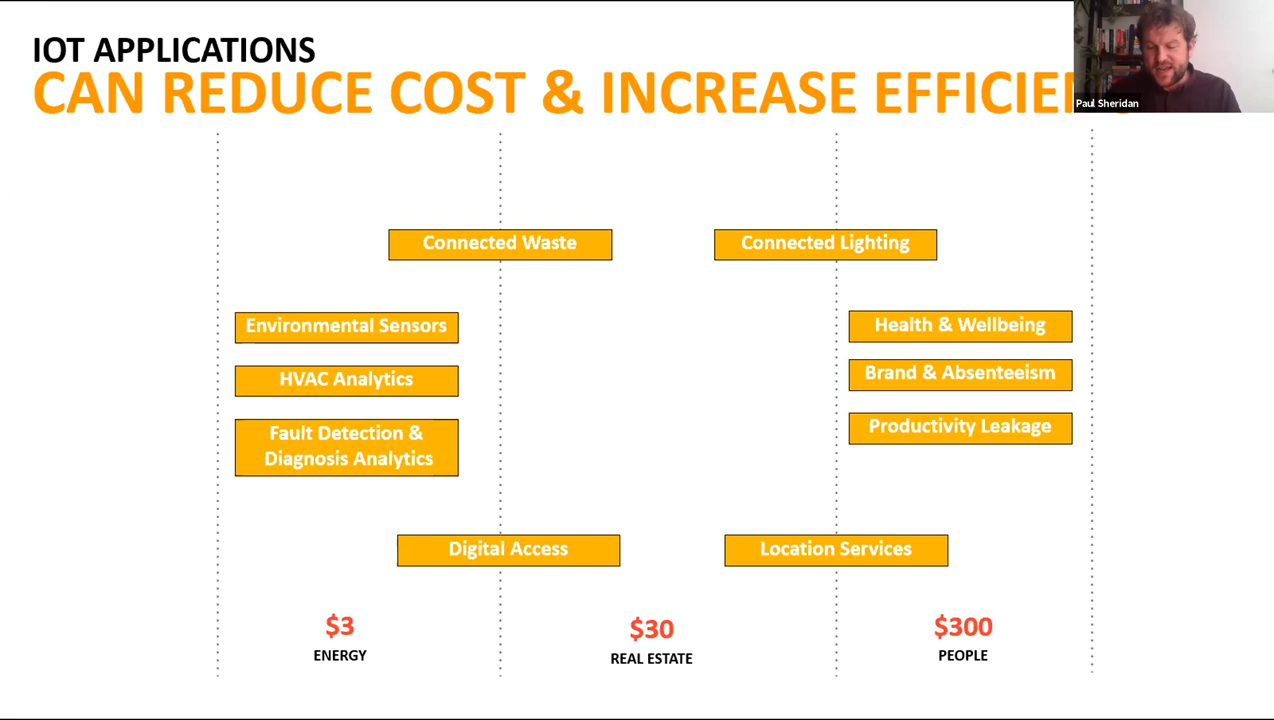 IOT APPLICATIONS
CAN REDUCE COST & INCREASE
Paul Sheridan
Connected Waste
Connected Lighting
Environmental Sensors
Health & Wellbeing
HVAC Analytics
Brand & Absenteeism
Fault Detection &
Diagnosis Analytics
Productivity Leakage
Digital Access
Location Services
$3
$30
$300
ENERGY
REAL ESTATE
PEOPLE